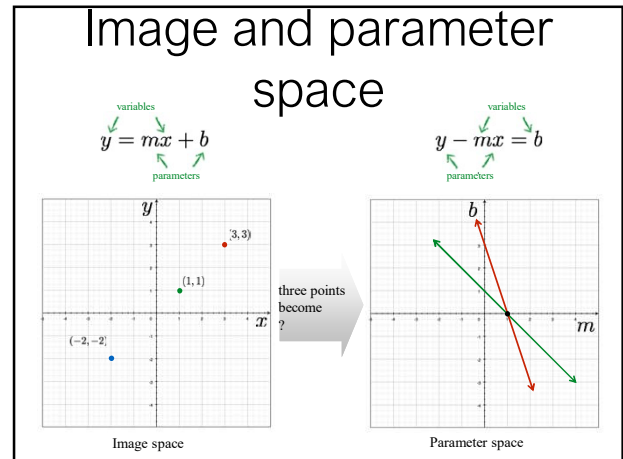 Image and parameter
space
variables
y = mx + b
parameters
variables
y − mx = b
parameters
y
(3, 3)
(1, 1)
x
(−2, −2)
Image space
three points
become
?
b
m
Parameter space